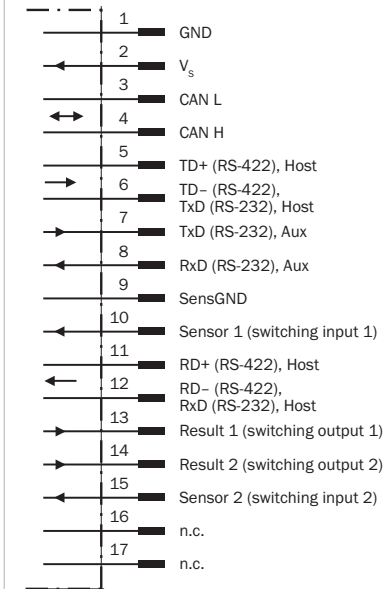 1
GND
2
Vs
3
CAN L
4
CAN H
5
TD+ (RS-422), Host
6
TD– (RS-422),
TxD (RS-232), Host
7
TxD (RS-232), Aux
8
RxD (RS-232), Aux
9
SensGND
10
Sensor 1 (switching input 1)
11
RD+ (RS-422), Host
12
RD– (RS-422),
RxD (RS-232), Host
13
Result 1 (switching output 1)
14
Result 2 (switching output 2)
15
Sensor 2 (switching input 2)
16
n.c.
17
n.c.